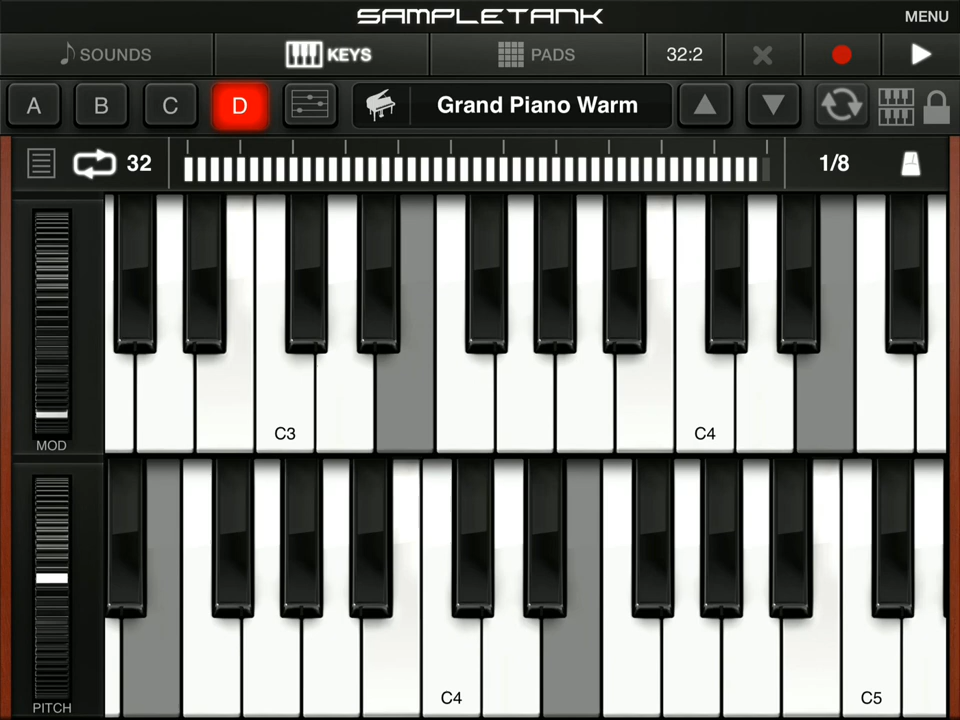 SAMPLETANK
MENU
SOUNDS
KEYS
PADS
32:2
A
B
C
D
Grand Piano Warm
32
1/8
C3
C4
MOD
C4
C5
PITCH